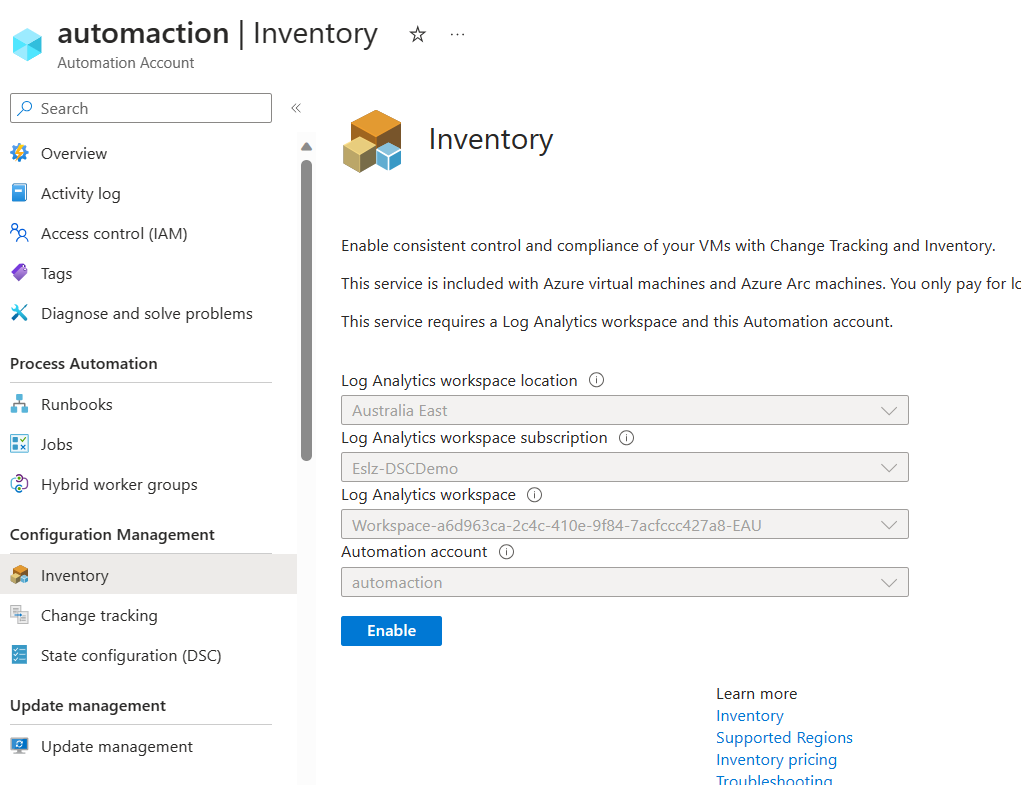 automaction | Inventory
Automation Account
Search
Overview
Activity log
Access control (IAM)
Tags
Diagnose and solve problems
Process Automation
Runbooks
Jobs
Hybrid worker groups
Configuration Management
Inventory
Change tracking
State configuration (DSC)
Update management
Update management
Inventory
Enable consistent control and compliance of your VMs with Change Tracking and Inventory.
This service is included with Azure virtual machines and Azure Arc machines. You only pay for lo
This service requires a Log Analytics workspace and this Automation account.
Log Analytics workspace location
Australia East
Log Analytics workspace subscription
Eslz-DSCDemo
Log Analytics workspace
Workspace-a6d963ca-2c4c-410e-9f84-7acfccc427a8-EAU
Automation account
automaction
Enable
Learn more
Inventory
Supported Regions
Inventory pricing
Troubleshooting